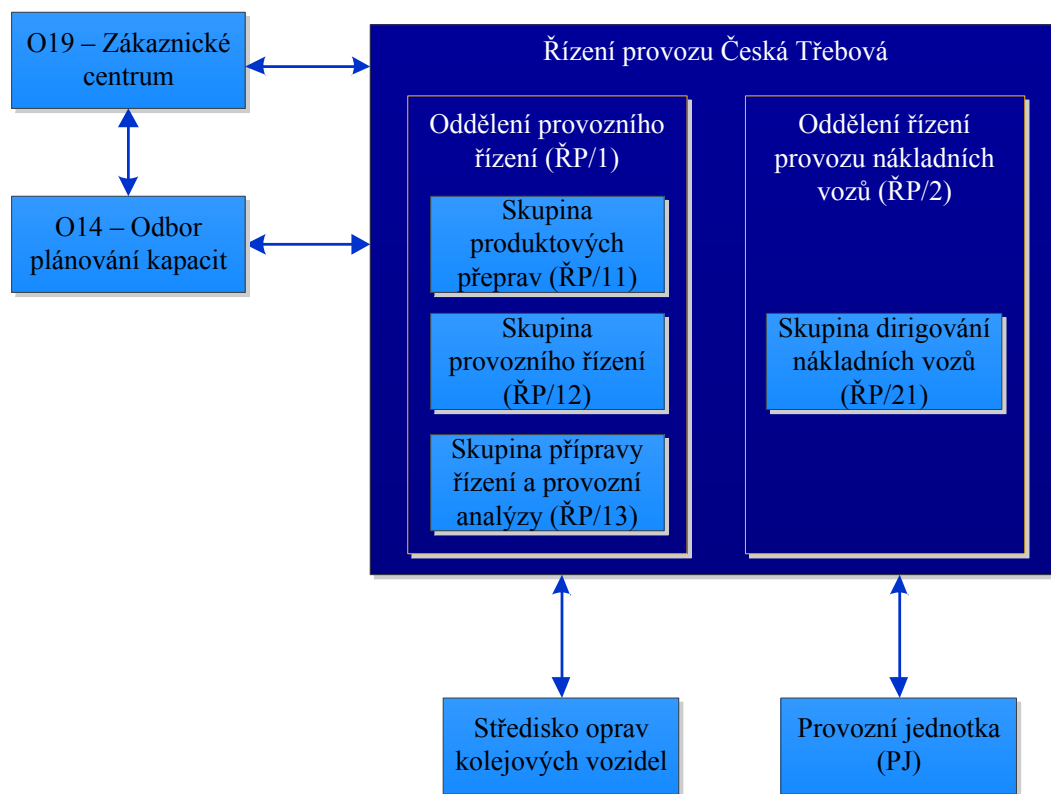 O19 – Zákaznické
centrum
O14 – Odbor
plánování kapacit
Řízení provozu Česká Třebová
Oddělení provozního
řízení (ŘP/1)
Skupina
produktových
přeprav (ŘP/11)
Skupina
provozního řízení
(ŘP/12)
Skupina přípravy
řízení a provozní
analýzy (ŘP/13)
Oddělení řízení
provozu nákladních
vozů (ŘP/2)
Skupina dirigování
nákladních vozů
(ŘP/21)
Středisko oprav
kolejových vozidel
Provozní jednotka
(PJ)